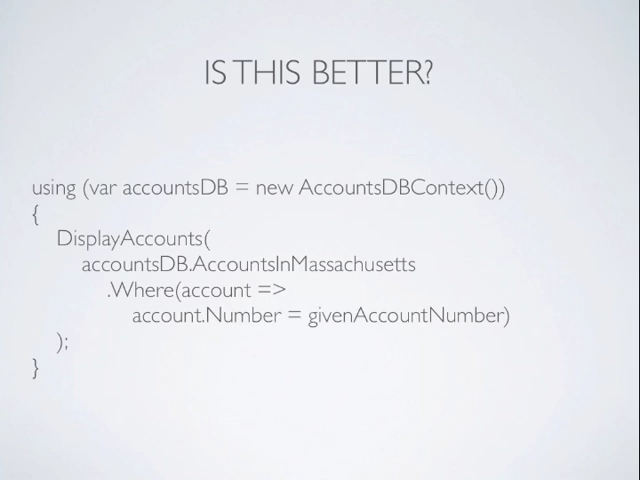 IS THIS BETTER?
using (var accountsDB = new AccountsDBContext())
{
DisplayAccounts(
accountsDB.AccountsInMassachusetts
.Where(account =>
account.Number = givenAccountNumber)
);
}